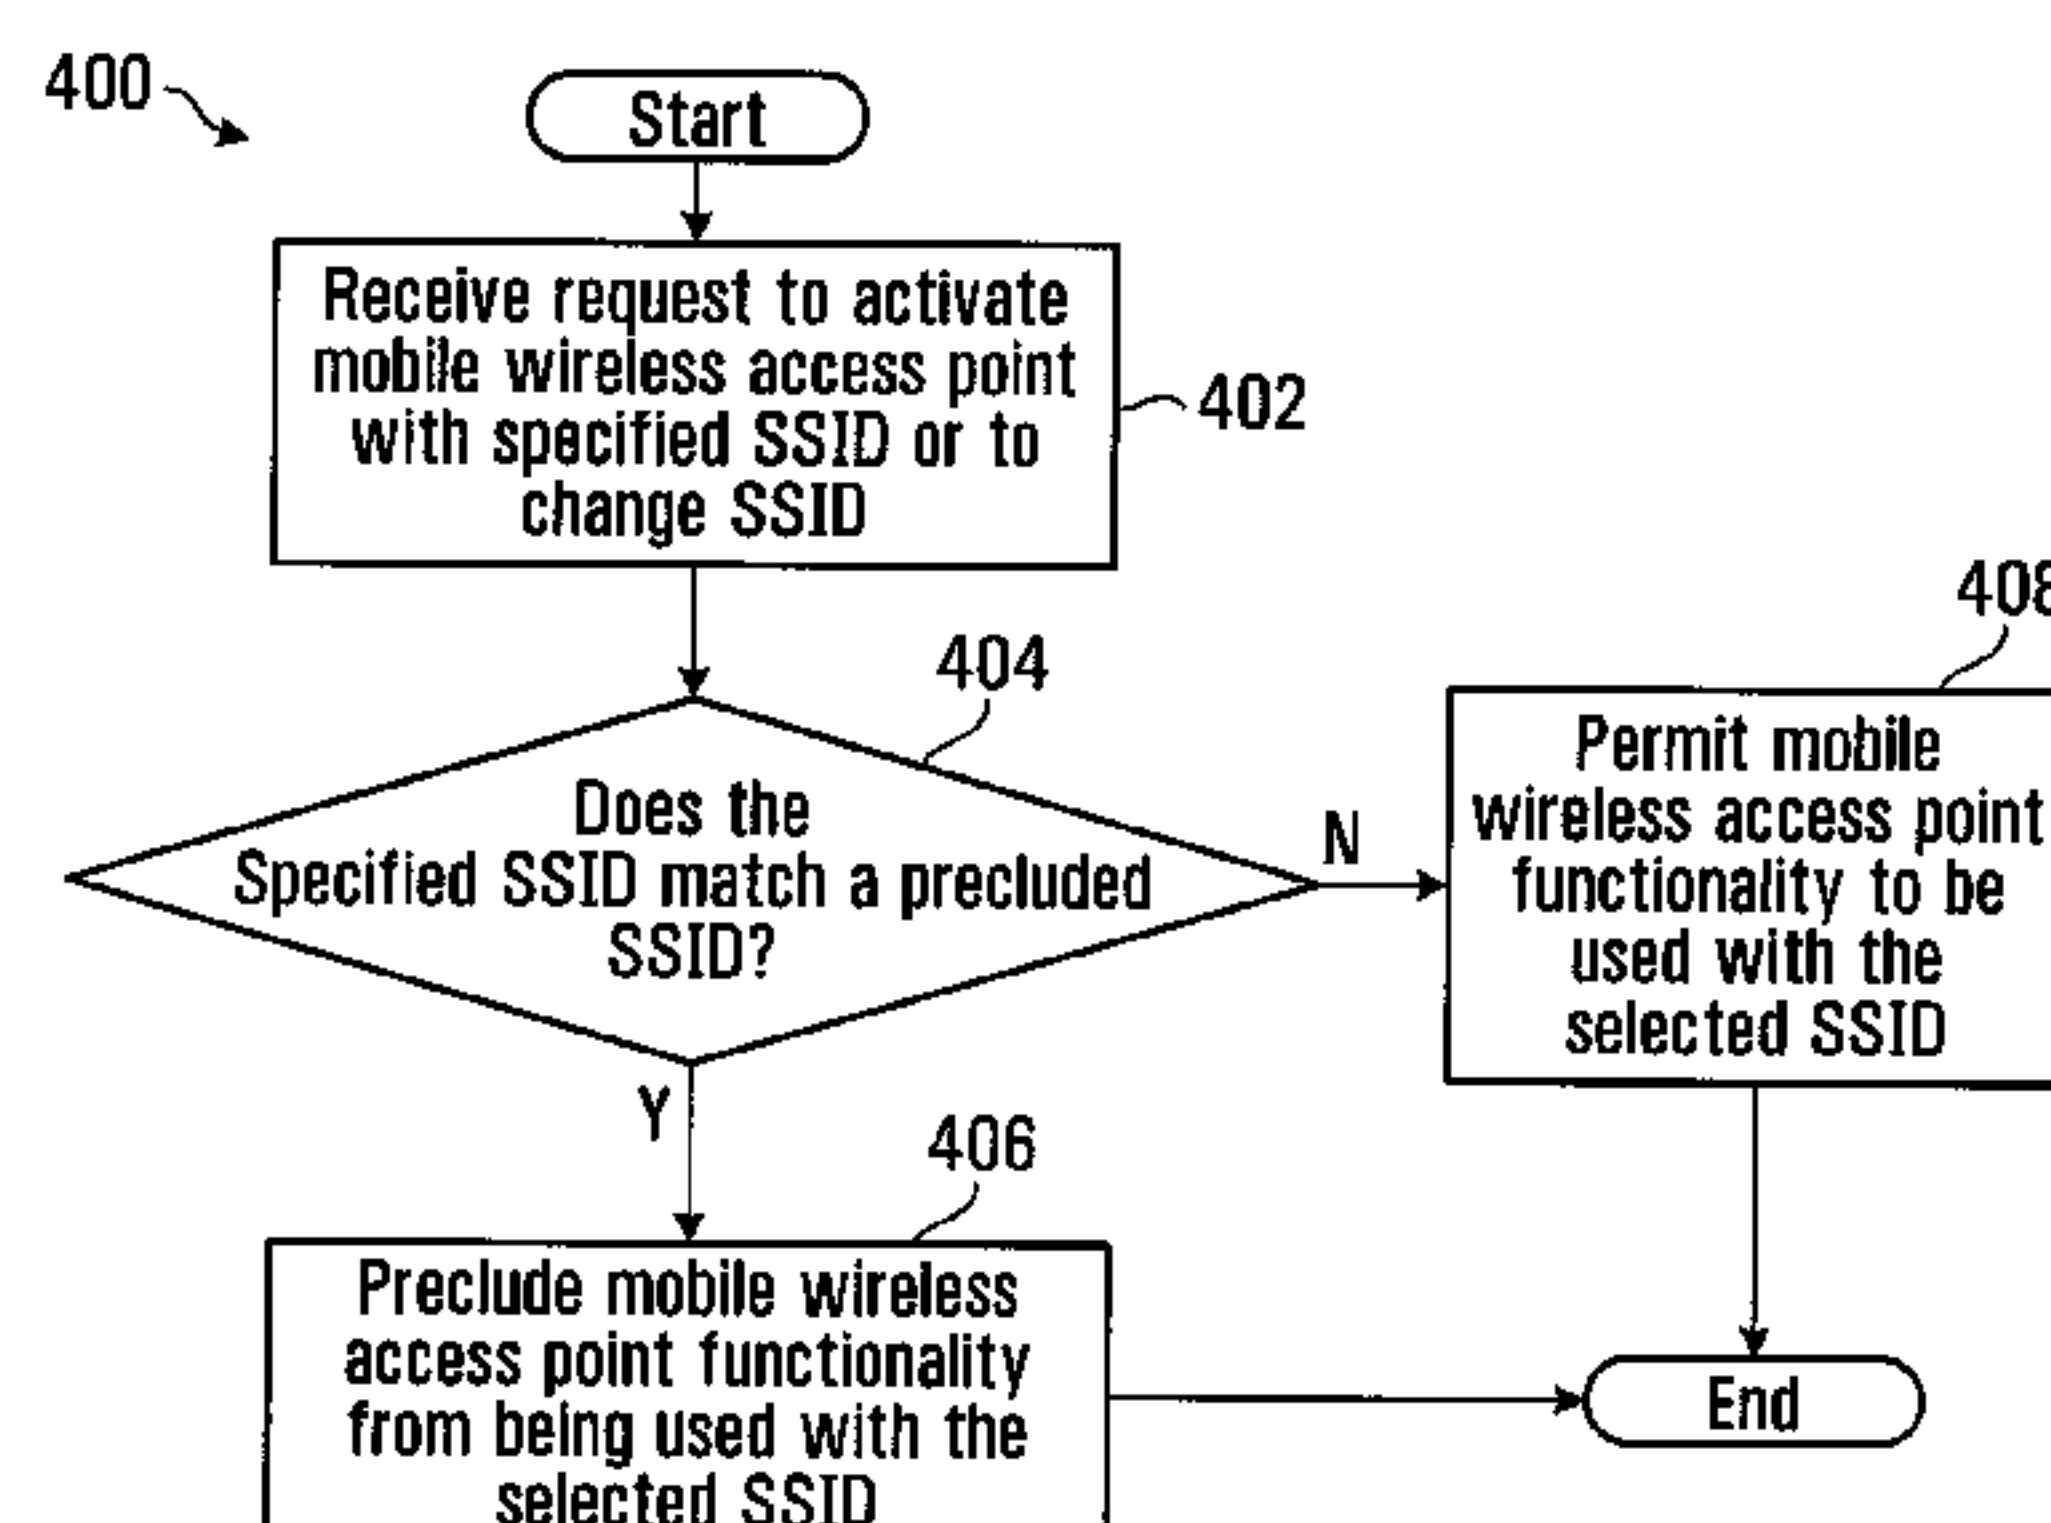 400
Start
Receive request to activate
mobile wireless access point
with specified SSID or to
change SSID
402
404
Does the
Specified SSID match a precluded
SSID?
N
Y
408
Permit mobile
wireless access point
functionality to be
used with the
selected SSID
406
Preclude mobile wireless
access point functionality
from being used with the
selected SSID
End